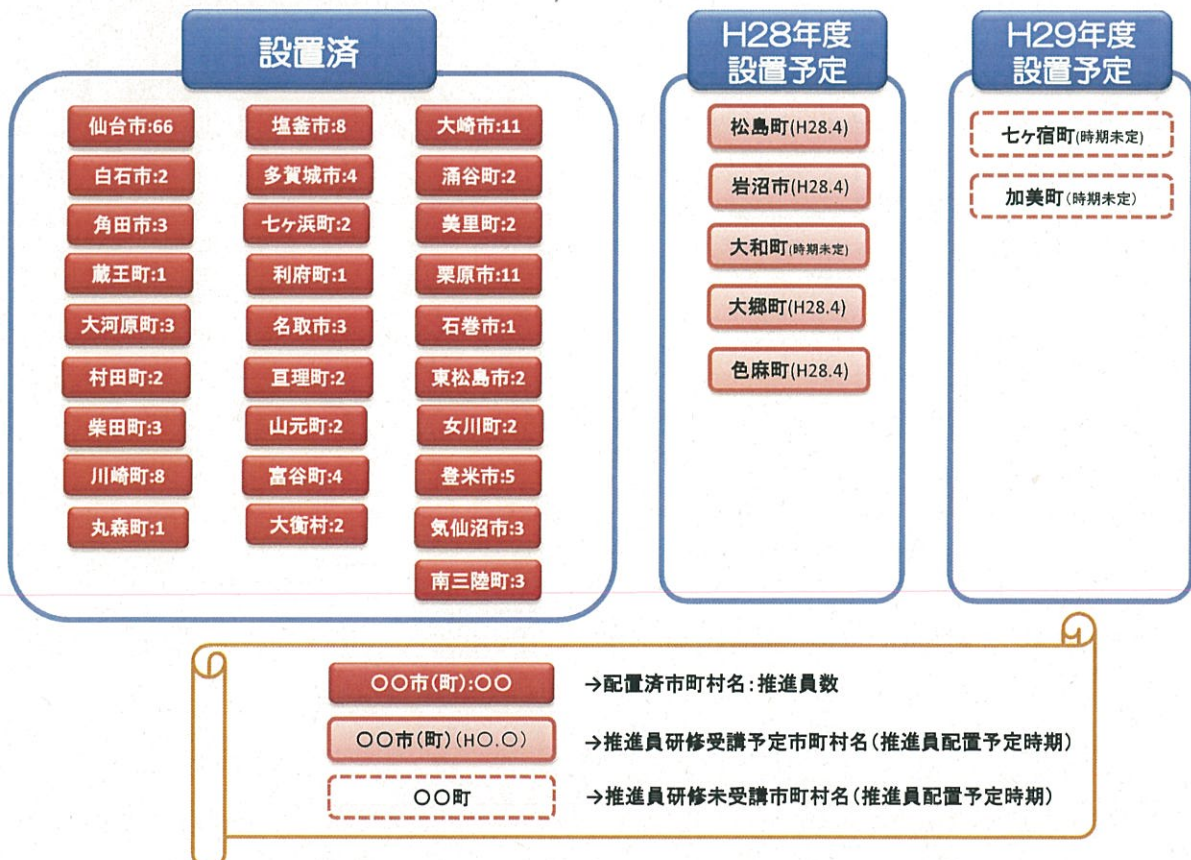 設置済
仙台市:66
白石市:2
角田市:3
蔵王町:1
大河原町:3
村田町:2
柴田町:3
川崎町:8
丸森町:1
塩釜市:8
多賀城市:4
七ヶ浜町:2
利府町:1
名取市:3
亘理町:2
山元町:2
富谷町:4
大衡村:2
大崎市:11
涌谷町:2
美里町:2
栗原市:11
石巻市:1
東松島市:2
女川町:2
登米市:5
気仙沼市:3
南三陸町:3
H28年度
設置予定
松島町(H28.4)
岩沼市(H28.4)
大和町(時期未定)
大郷町(H28.4)
色麻町(H28.4)
H29年度
設置予定
七ヶ宿町(時期未定)
加美町(時期未定)
〇〇市(町):〇〇 →配置済市町村名:推進員数
〇〇市(町)(H〇.〇) →推進員研修受講予定市町村名(推進員配置予定時期)
〇〇町 →推進員研修未受講市町村名(推進員配置予定時期)